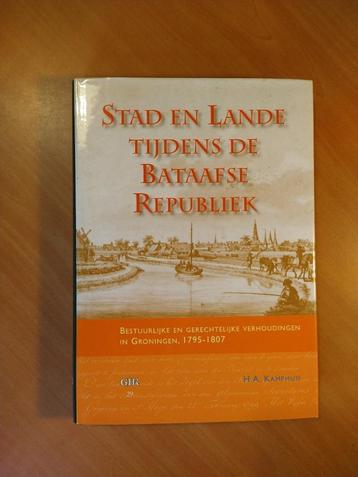 STAD EN LANDE
TIJDENS DE
BATAAFSE
REPUBLIEK
BESTUURLIJKE EN GERECHTELIJKE VERHOUDINGEN
IN GRONINGEN, 1795-1807
GHR
29
H.A. KAMPHUIS